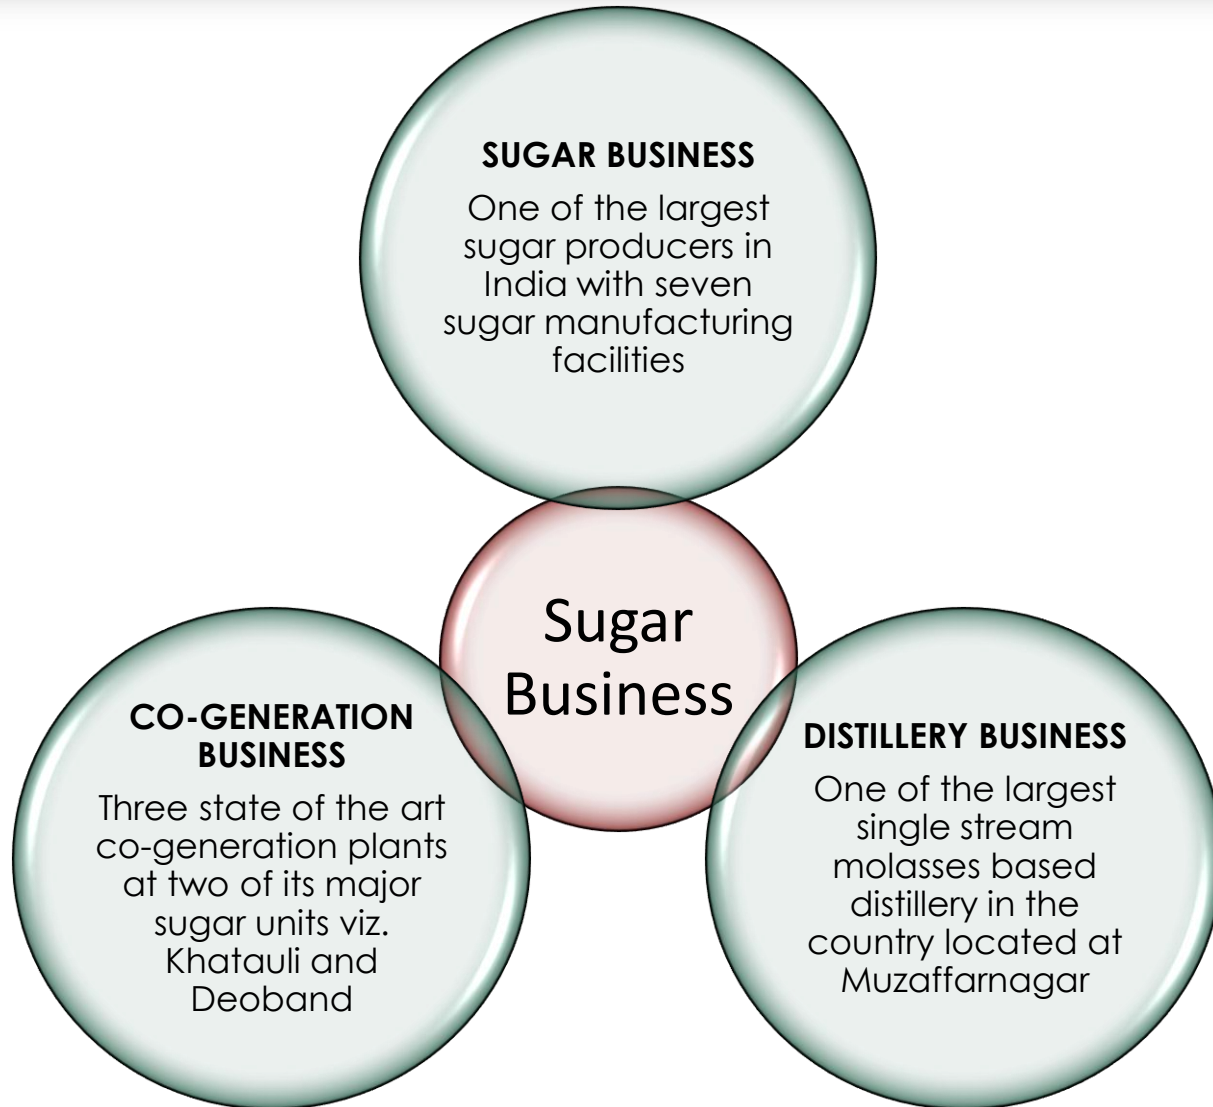 SUGAR BUSINESS
One of the largest
sugar producers in
India with seven
sugar manufacturing
facilities
Sugar
Business
CO-GENERATION
BUSINESS
Three state of the art
co-generation plants
at two of its major
sugar units viz.
Khatauli and
Deoband
DISTILLERY BUSINESS
One of the largest
single stream
molasses based
distillery in the
country located at
Muzaffarnagar